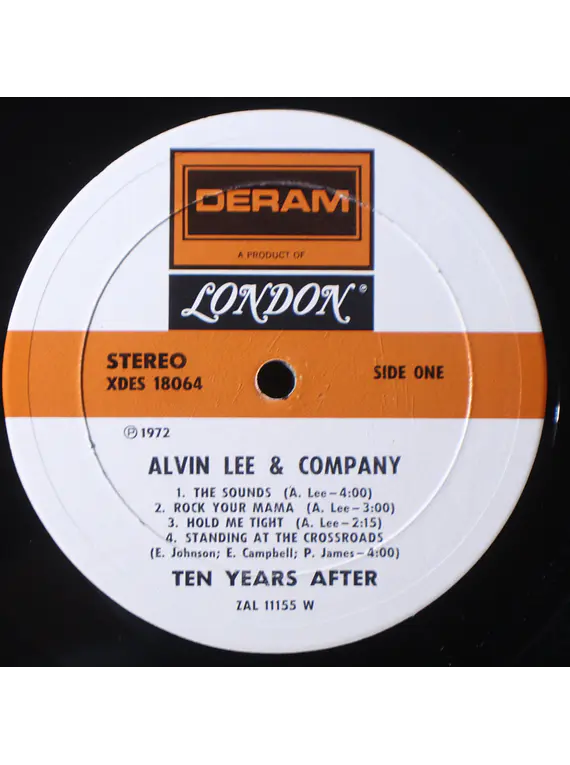 DERAM
A PRODUCT OF
LONDON®
STEREO
XDES 18064
SIDE ONE
Ⓟ 1972
ALVIN LEE & COMPANY
1. THE SOUNDS (A. Lee–4:00)
2. ROCK YOUR MAMA (A. Lee–3:00)
3. HOLD ME TIGHT (A. Lee–2:15)
4. STANDING AT THE CROSSROADS
(E. Johnson; E. Campbell; P. James–4:00)
TEN YEARS AFTER
ZAL 11155 W